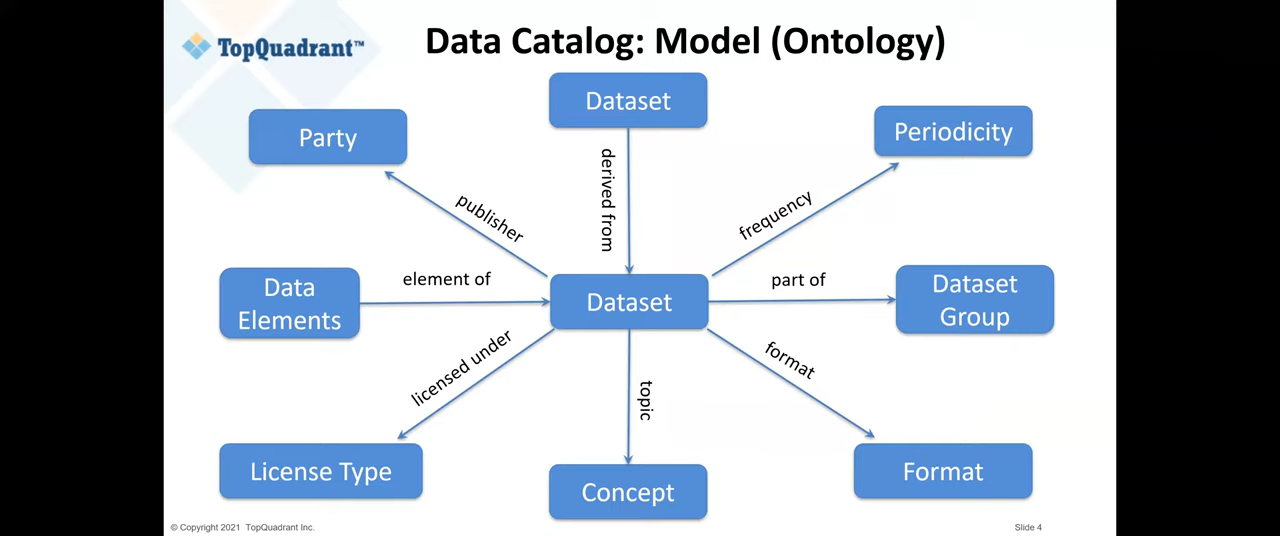 TopQuadrant™
Data Catalog: Model (Ontology)
Dataset
Party
Periodicity
derived from
publisher
frequency
Data
Elements
element of
Dataset
part of
Dataset
Group
licensed under
topic
format
License Type
Concept
Format
© Copyright 2021 TopQuadrant Inc.
Slide 4